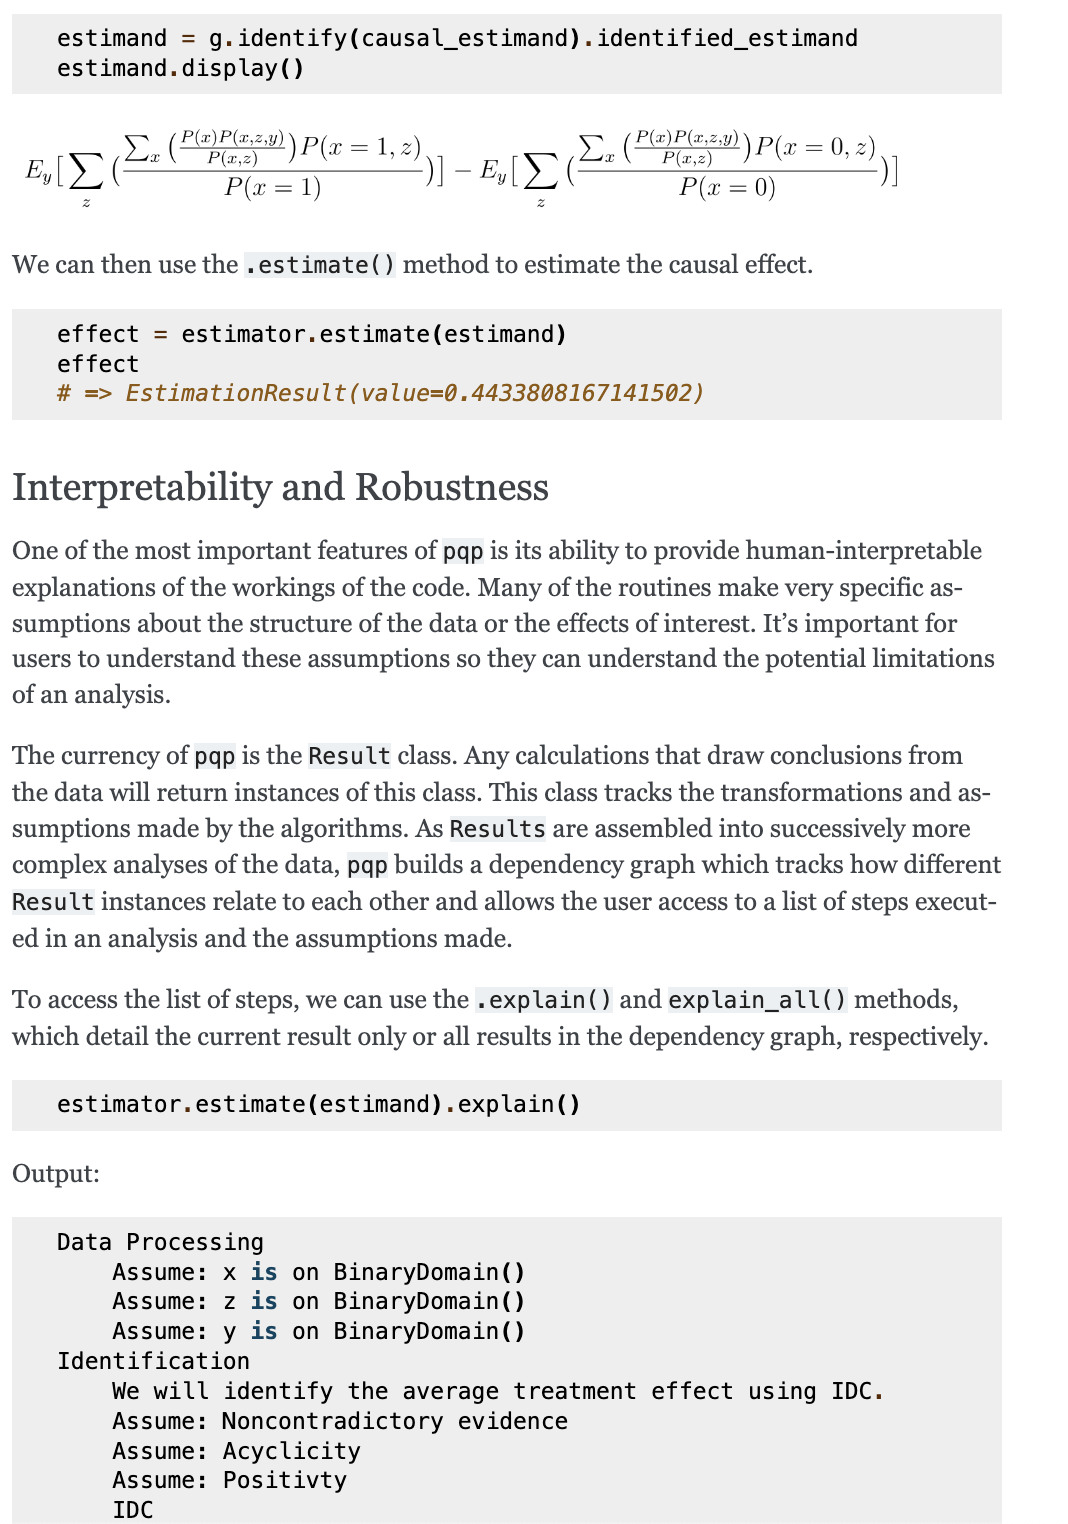 estimand = g.identify(causal_estimand).identified_estimand
estimand.display()
E_y[∑_z (∑_x (P(x)P(x,z,y)/P(x,z)) P(x = 1, z) / P(x = 1))] − E_y[∑_z (∑_x (P(x)P(x,z,y)/P(x,z)) P(x = 0, z) / P(x = 0))]
We can then use the .estimate() method to estimate the causal effect.
effect = estimator.estimate(estimand)
effect
# => EstimationResult(value=0.4433808167141502)
Interpretability and Robustness
One of the most important features of pqp is its ability to provide human-interpretable
explanations of the workings of the code. Many of the routines make very specific as-
sumptions about the structure of the data or the effects of interest. It’s important for
users to understand these assumptions so they can understand the potential limitations
of an analysis.
The currency of pqp is the Result class. Any calculations that draw conclusions from
the data will return instances of this class. This class tracks the transformations and as-
sumptions made by the algorithms. As Results are assembled into successively more
complex analyses of the data, pqp builds a dependency graph which tracks how different
Result instances relate to each other and allows the user access to a list of steps execut-
ed in an analysis and the assumptions made.
To access the list of steps, we can use the .explain() and explain_all() methods,
which detail the current result only or all results in the dependency graph, respectively.
estimator.estimate(estimand).explain()
Output:
Data Processing
Assume: x is on BinaryDomain()
Assume: z is on BinaryDomain()
Assume: y is on BinaryDomain()
Identification
We will identify the average treatment effect using IDC.
Assume: Noncontradictory evidence
Assume: Acyclicity
Assume: Positivty
IDC